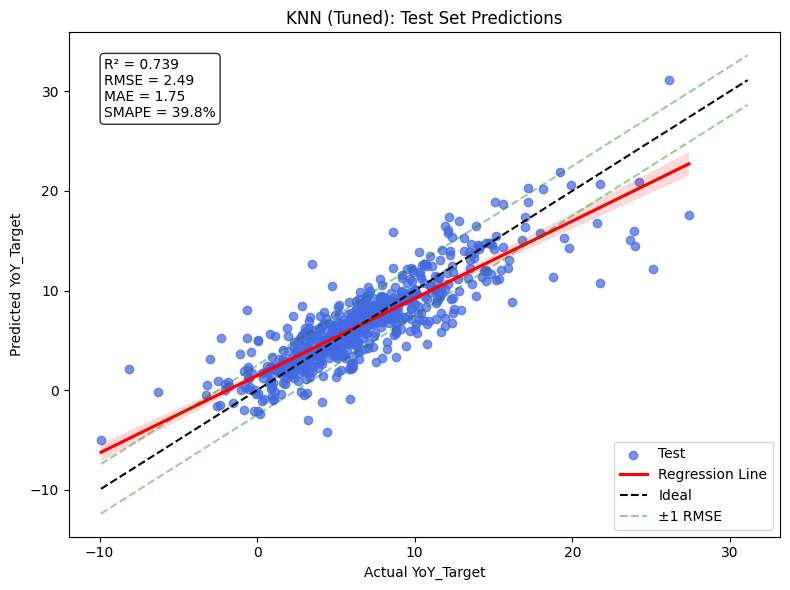 KNN (Tuned): Test Set Predictions
R² = 0.739
RMSE = 2.49
MAE = 1.75
SMAPE = 39.8%
Predicted YoY_Target
30
20
10
0
−10
Test
Regression Line
Ideal
±1 RMSE
−10 0 10 20 30
Actual YoY_Target